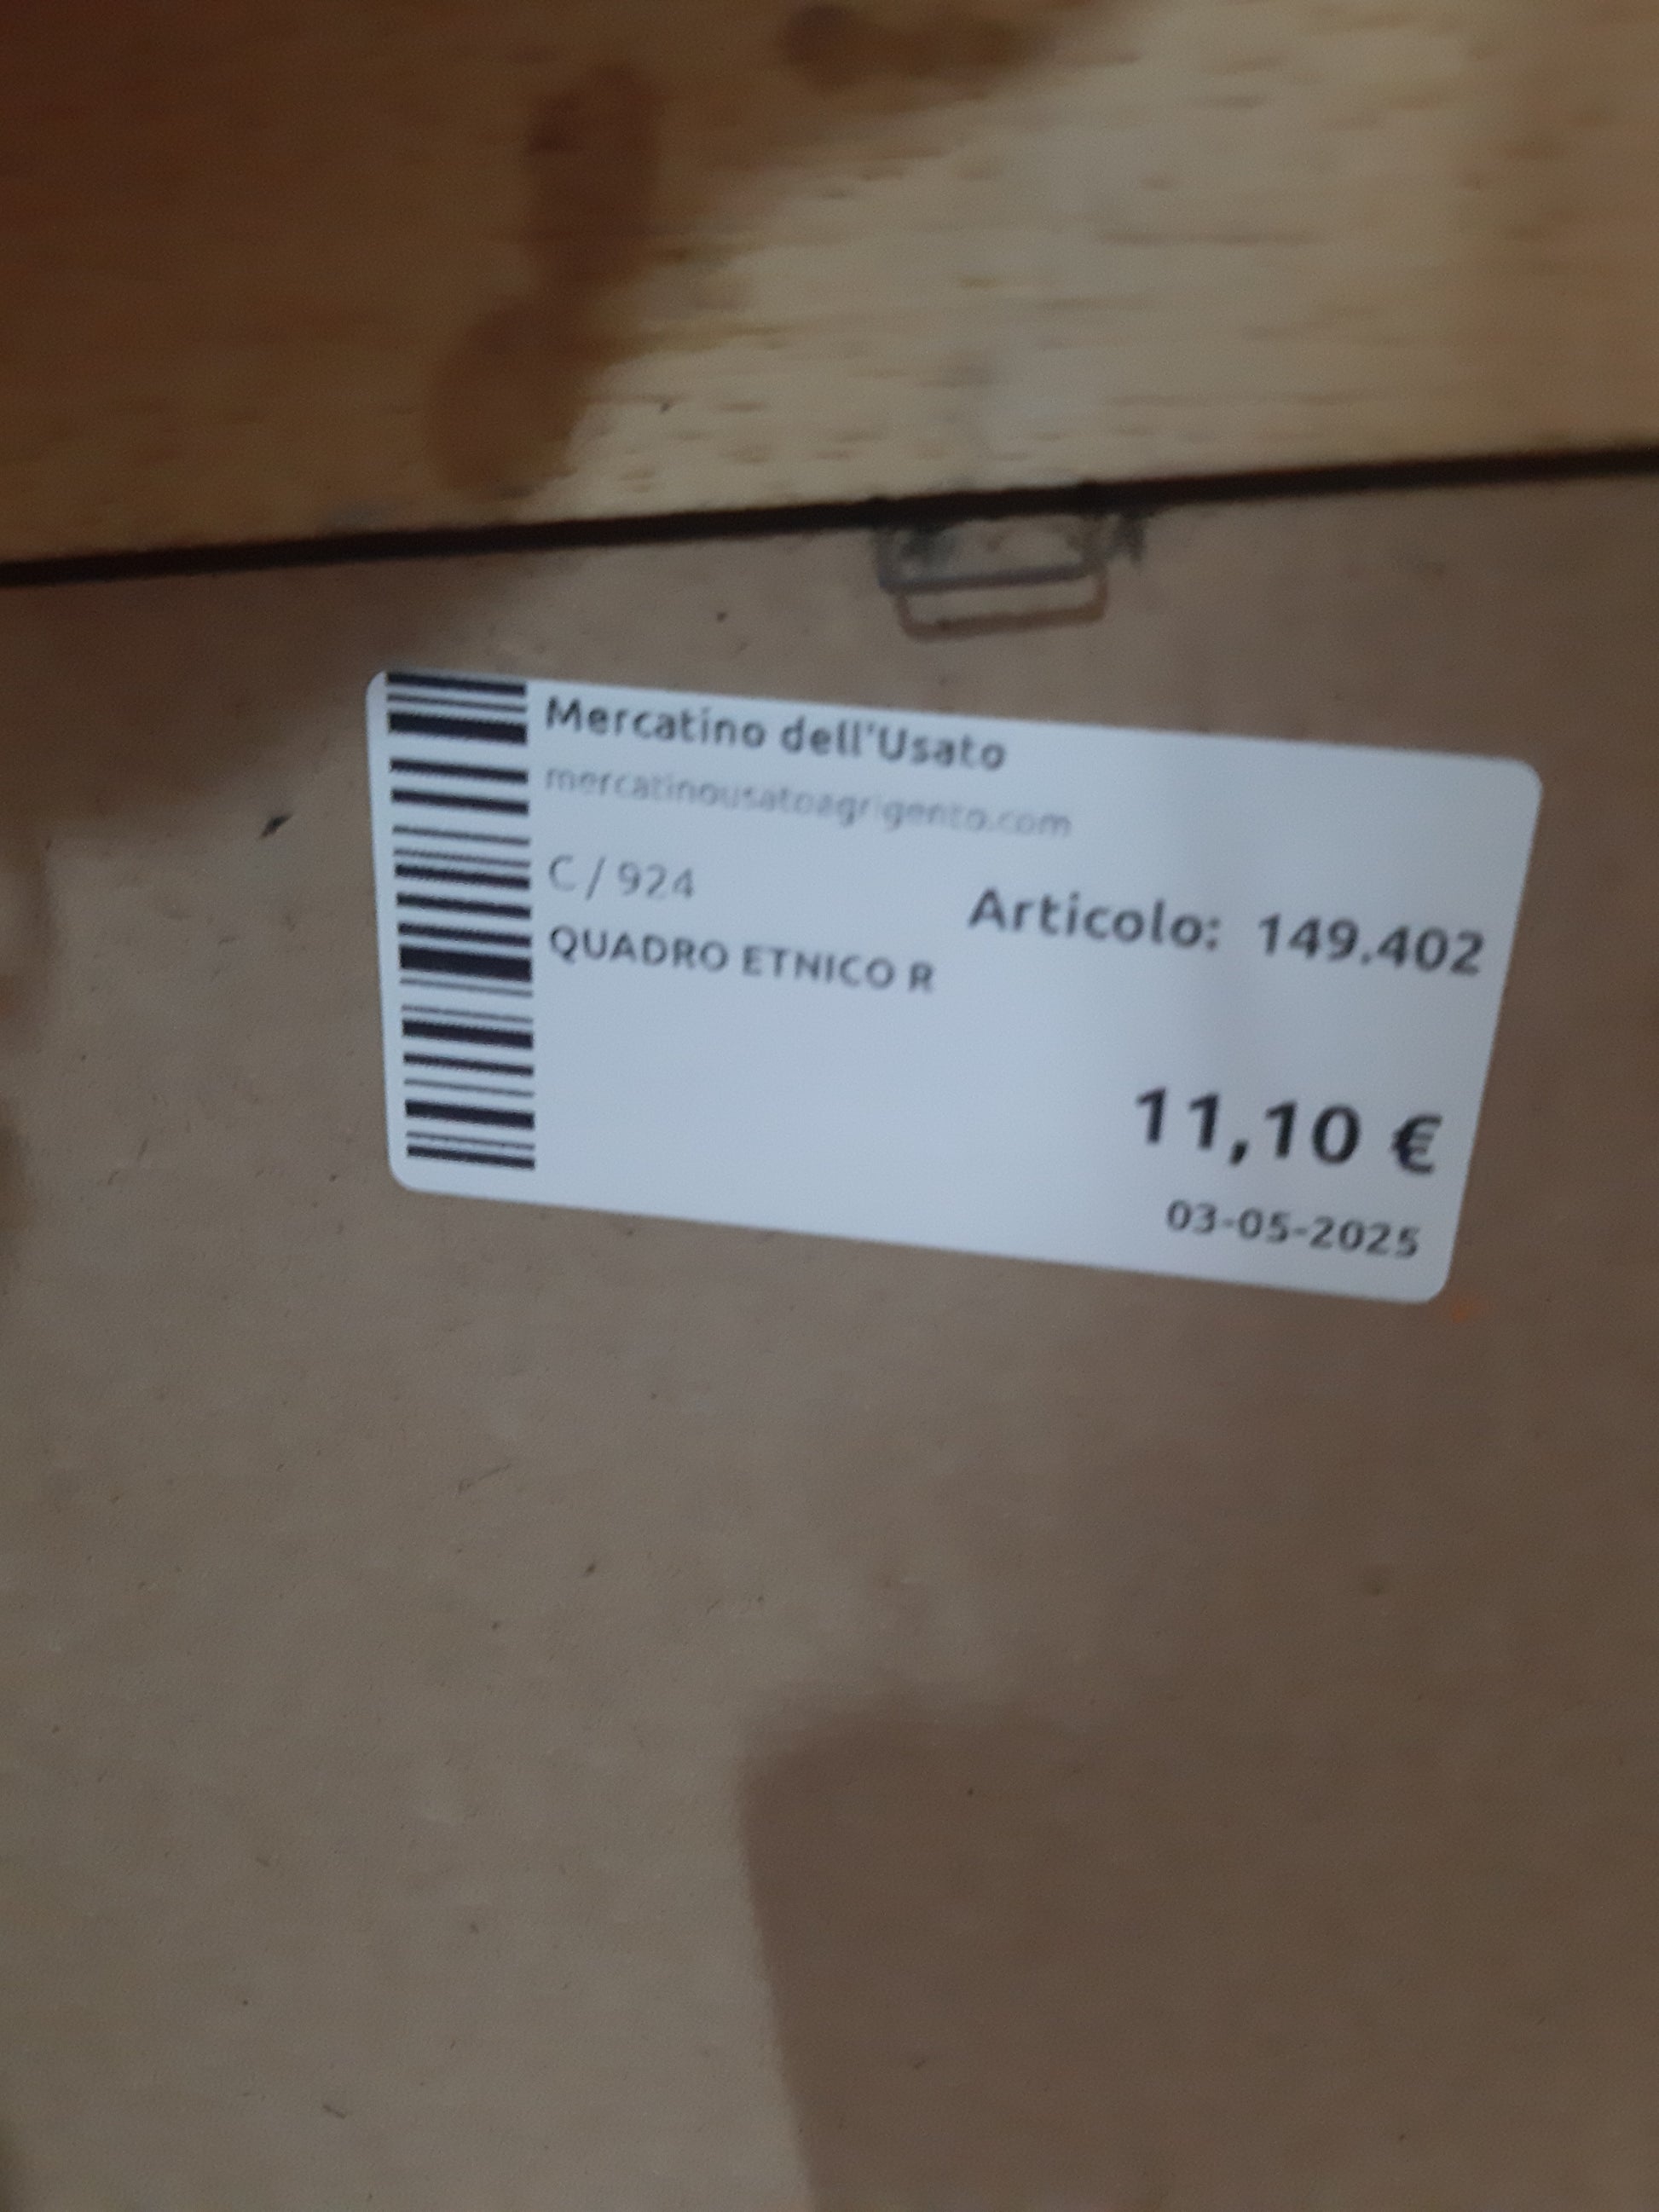 Mercatino dell'Usato
mercatinousatoagrigento.com
C / 924
Articolo: 149.402
QUADRO ETNICO R
11,10 €
03-05-2025